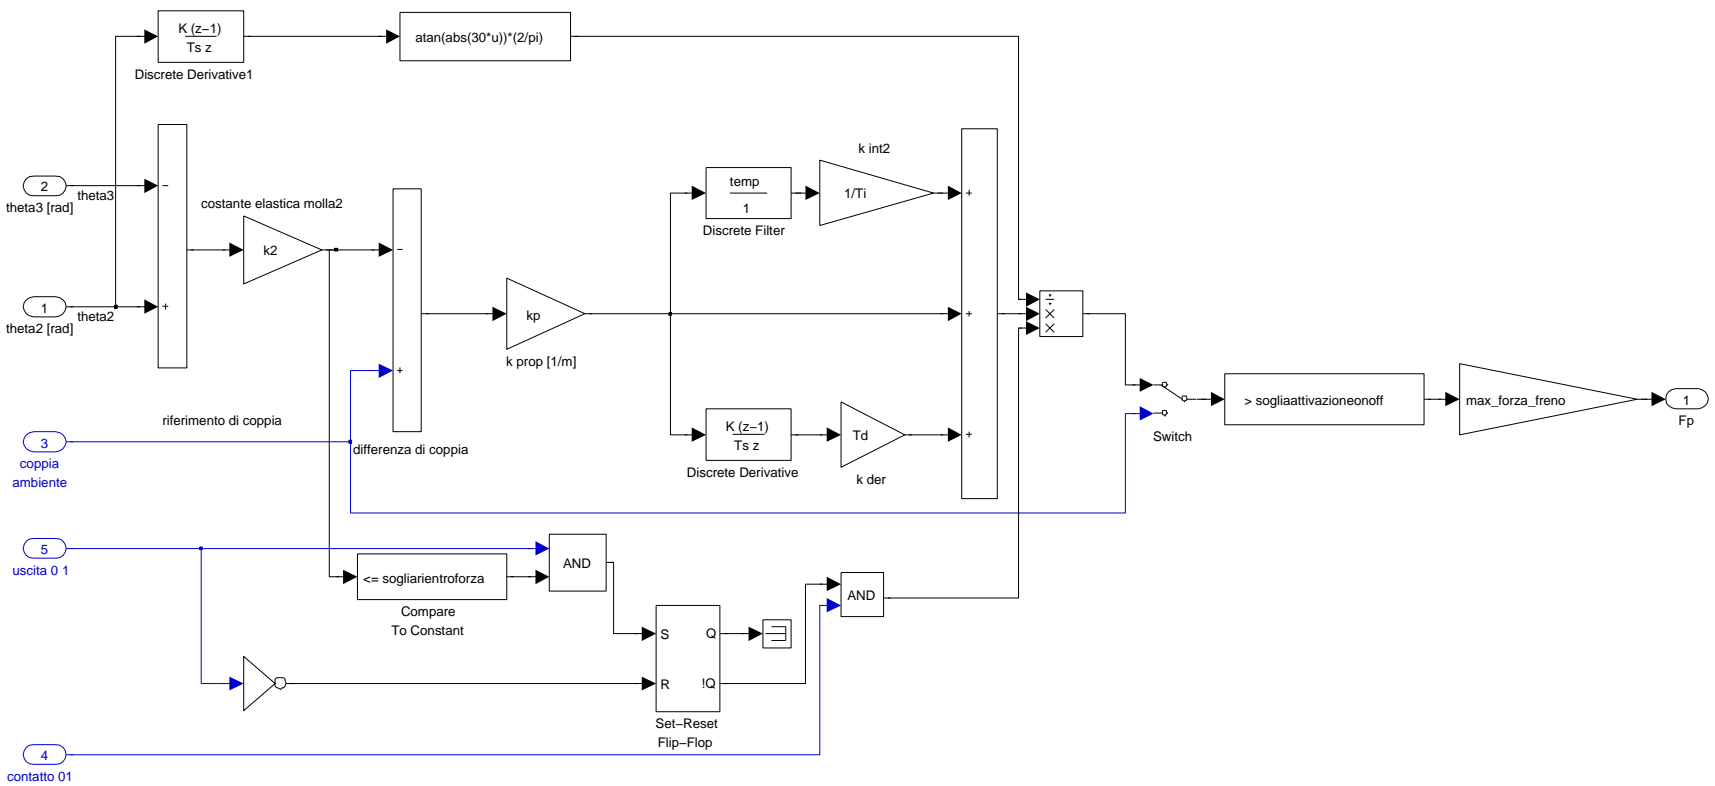 K (z−1)
Ts z
Discrete Derivative1
atan(abs(30*u))*(2/pi)
2
theta3
theta3 [rad]
−
+
1
theta2
theta2 [rad]
costante elastica molla2
k2
−
+
riferimento di coppia
differenza di coppia
3
coppia
ambiente
kp
k prop [1/m]
temp
1
Discrete Filter
k int2
1/Ti
K (z−1)
Ts z
Discrete Derivative
Td
k der
+
+
+
÷
×
×
Switch
> sogliaattivazioneonoff
max_forza_freno
1
Fp
5
uscita 0 1
<= sogliarientroforza
Compare
To Constant
AND
S
Q
R
!Q
Set−Reset
Flip−Flop
AND
4
contatto 01